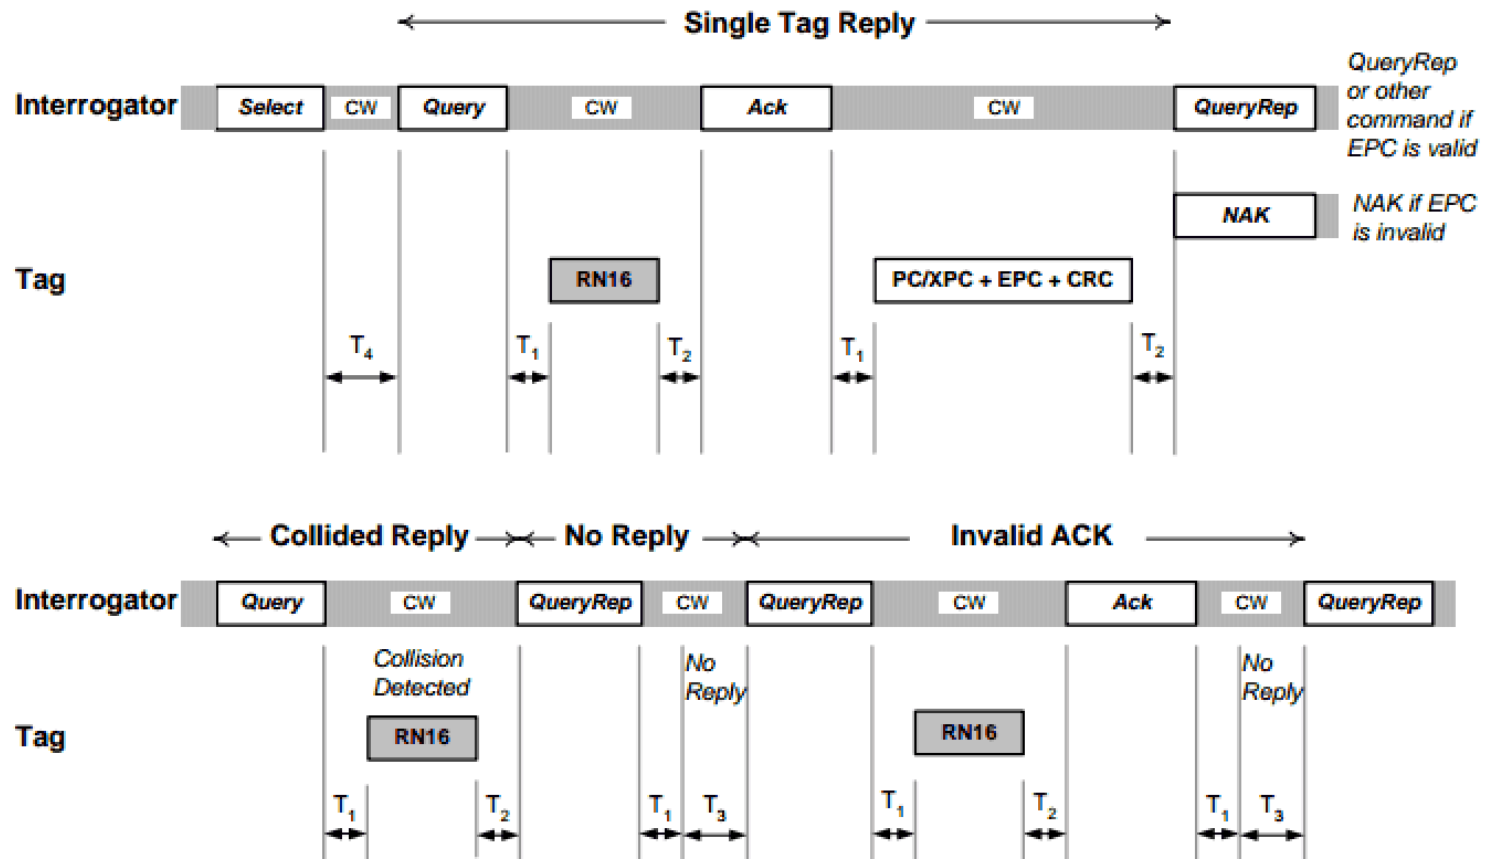 Single Tag Reply
Interrogator
Select
CW
Query
CW
Ack
CW
QueryRep
QueryRep
or other
command if
EPC is valid
NAK
NAK if EPC
is invalid
Tag
RN16
PC/XPC + EPC + CRC
T4
T1
T2
T1
T2
Collided Reply
No Reply
Invalid ACK
Interrogator
Query
CW
QueryRep
CW
QueryRep
CW
Ack
CW
QueryRep
Collision
Detected
No
Reply
No
Reply
Tag
RN16
RN16
T1
T2
T1
T3
T1
T2
T1
T3